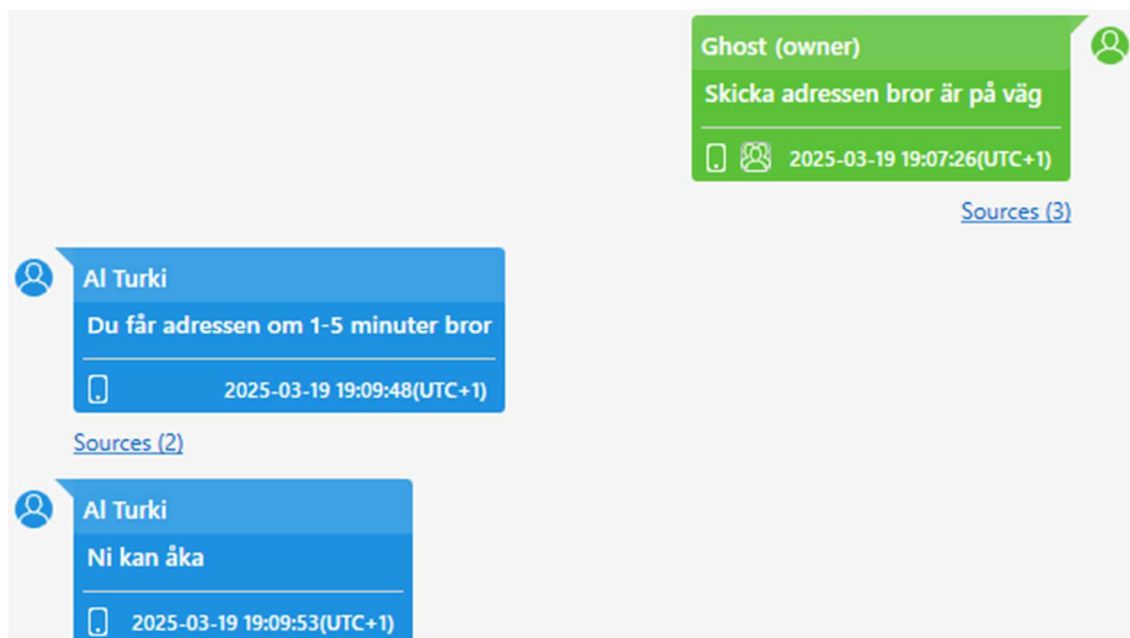 Ghost (owner)
Skicka adressen bror är på väg
2025-03-19 19:07:26(UTC+1)
Sources (3)
Al Turki
Du får adressen om 1-5 minuter bror
2025-03-19 19:09:48(UTC+1)
Sources (2)
Al Turki
Ni kan åka
2025-03-19 19:09:53(UTC+1)